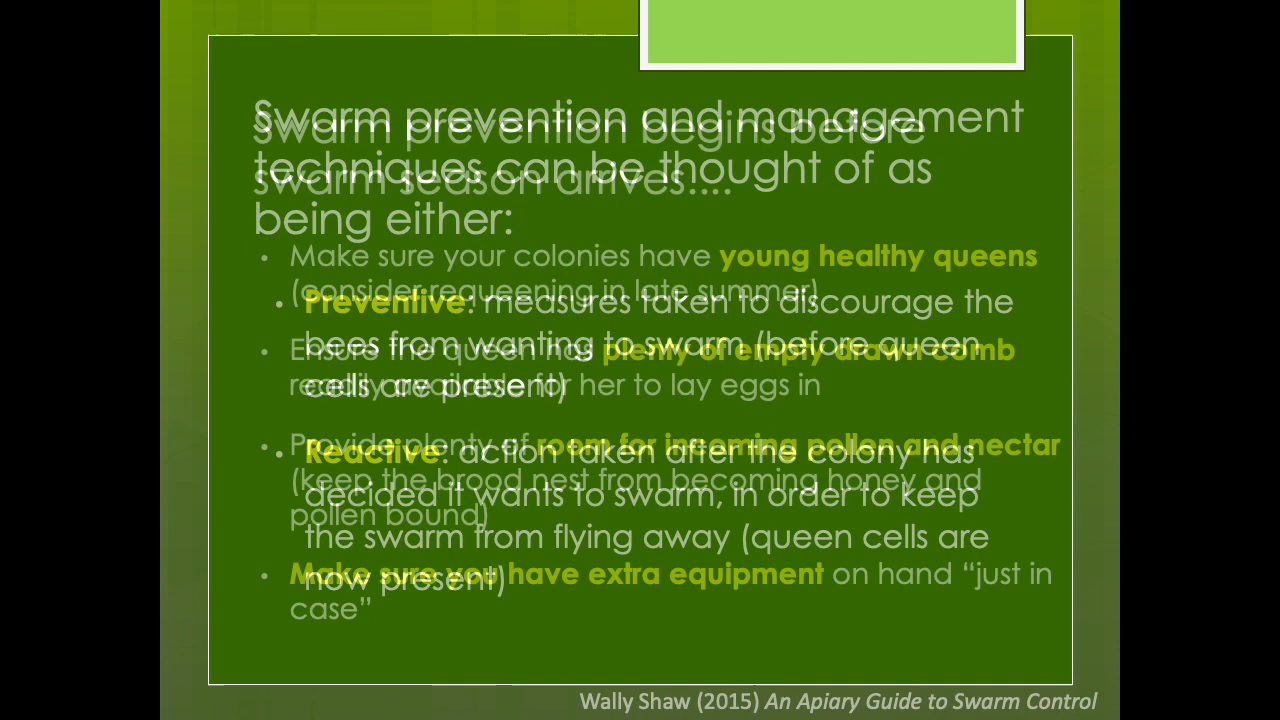 Swarm prevention and management
techniques can be thought of as
being either:
• Preventive: measures taken to discourage the
bees from wanting to swarm (before queen
cells are present)
• Reactive: action taken after the colony has
decided it wants to swarm, in order to keep
the swarm from flying away (queen cells are
now present)
Swarm prevention begins before
swarm season arrives....
• Make sure your colonies have young healthy queens
(consider requeening in late summer)
• Ensure the queen has plenty of empty drawn comb
readily available for her to lay eggs in
• Provide plenty of room for incoming pollen and nectar
(keep the brood nest from becoming honey and
pollen bound)
• Make sure you have extra equipment on hand “just in
case”
Wally Shaw (2015) An Apiary Guide to Swarm Control